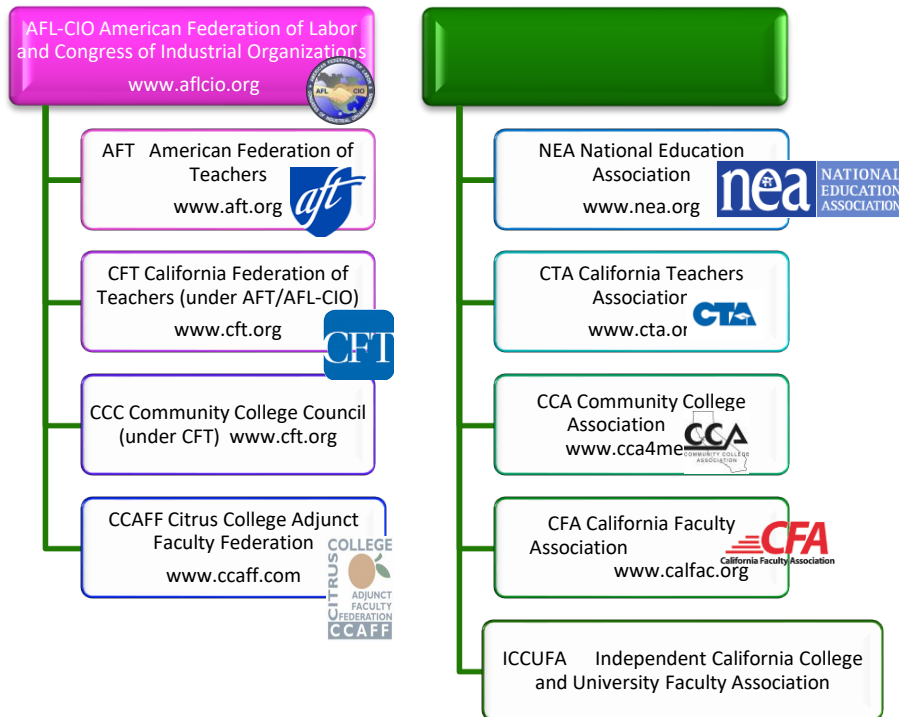 AFL-CIO American Federation of Labor
and Congress of Industrial Organizations
www.aflcio.org
AFL CIO
AFT American Federation of
Teachers
www.aft.org
aft
CFT California Federation of
Teachers (under AFT/AFL-CIO)
www.cft.org
CFT
CCC Community College Council
(under CFT) www.cft.org
CCAFF Citrus College Adjunct
Faculty Federation
www.ccaff.com
CITRUS
COLLEGE
ADJUNCT
FACULTY
FEDERATION
CCAFF
NEA National Education
Association
www.nea.org
nea
NATIONAL
EDUCATION
ASSOCIATION
CTA California Teachers
Association
www.cta.or
CTA
CCA Community College
Association
www.cca4me
CCA
COMMUNITY COLLEGE
ASSOCIATION
CFA California Faculty
Association
www.calfac.org
CFA
California Faculty Association
ICCUFA Independent California College
and University Faculty Association